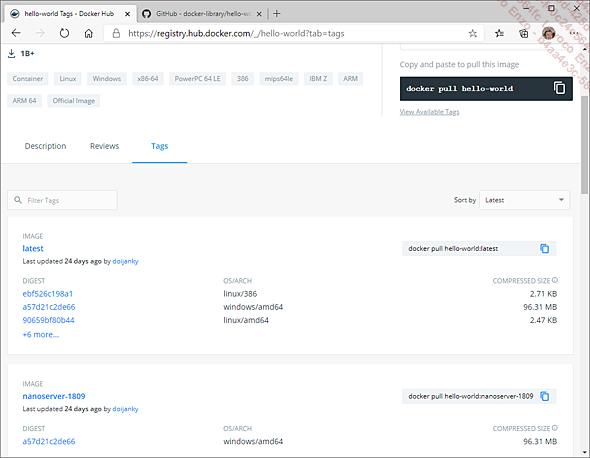 hello-world Tags - Docker Hub
GitHub - docker-library/hello-wo
https://registry.hub.docker.com/_/hello-world?tab=tags
1B+
Container Linux Windows x86-64 PowerPC 64 LE 386 mips64le IBM Z ARM
ARM 64 Official Image
Copy and paste to pull this image
docker pull hello-world
View Available Tags
Description Reviews Tags
Filter Tags
Sort by Latest
IMAGE
latest
docker pull hello-world:latest
Last updated 24 days ago by doijanky
DIGEST OS/ARCH COMPRESSED SIZE
ebf526c198a1 linux/386 2.71 KB
a57d21c2de66 windows/amd64 96.31 MB
90659bf80b44 linux/amd64 2.47 KB
+6 more...
IMAGE
nanoserver-1809
docker pull hello-world:nanoserver-1809
Last updated 24 days ago by doijanky
DIGEST OS/ARCH COMPRESSED SIZE
a57d21c2de66 windows/amd64 96.31 MB